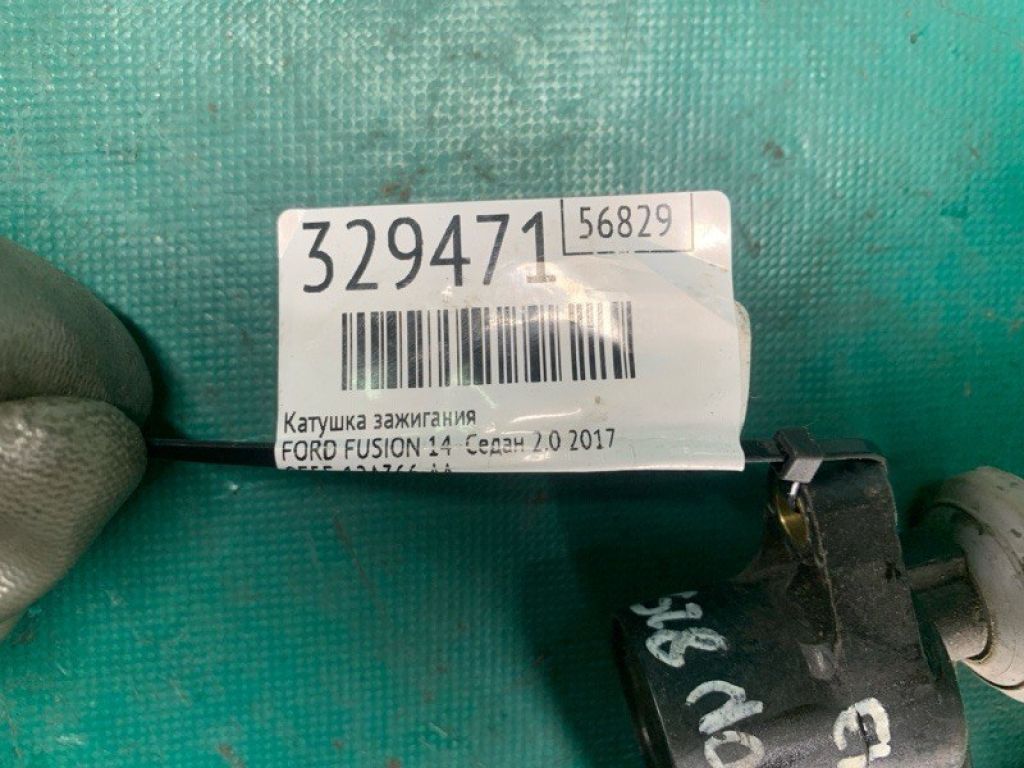 329471
56829
Катушка зажигания
FORD FUSION 14 Седан 2.0 2017